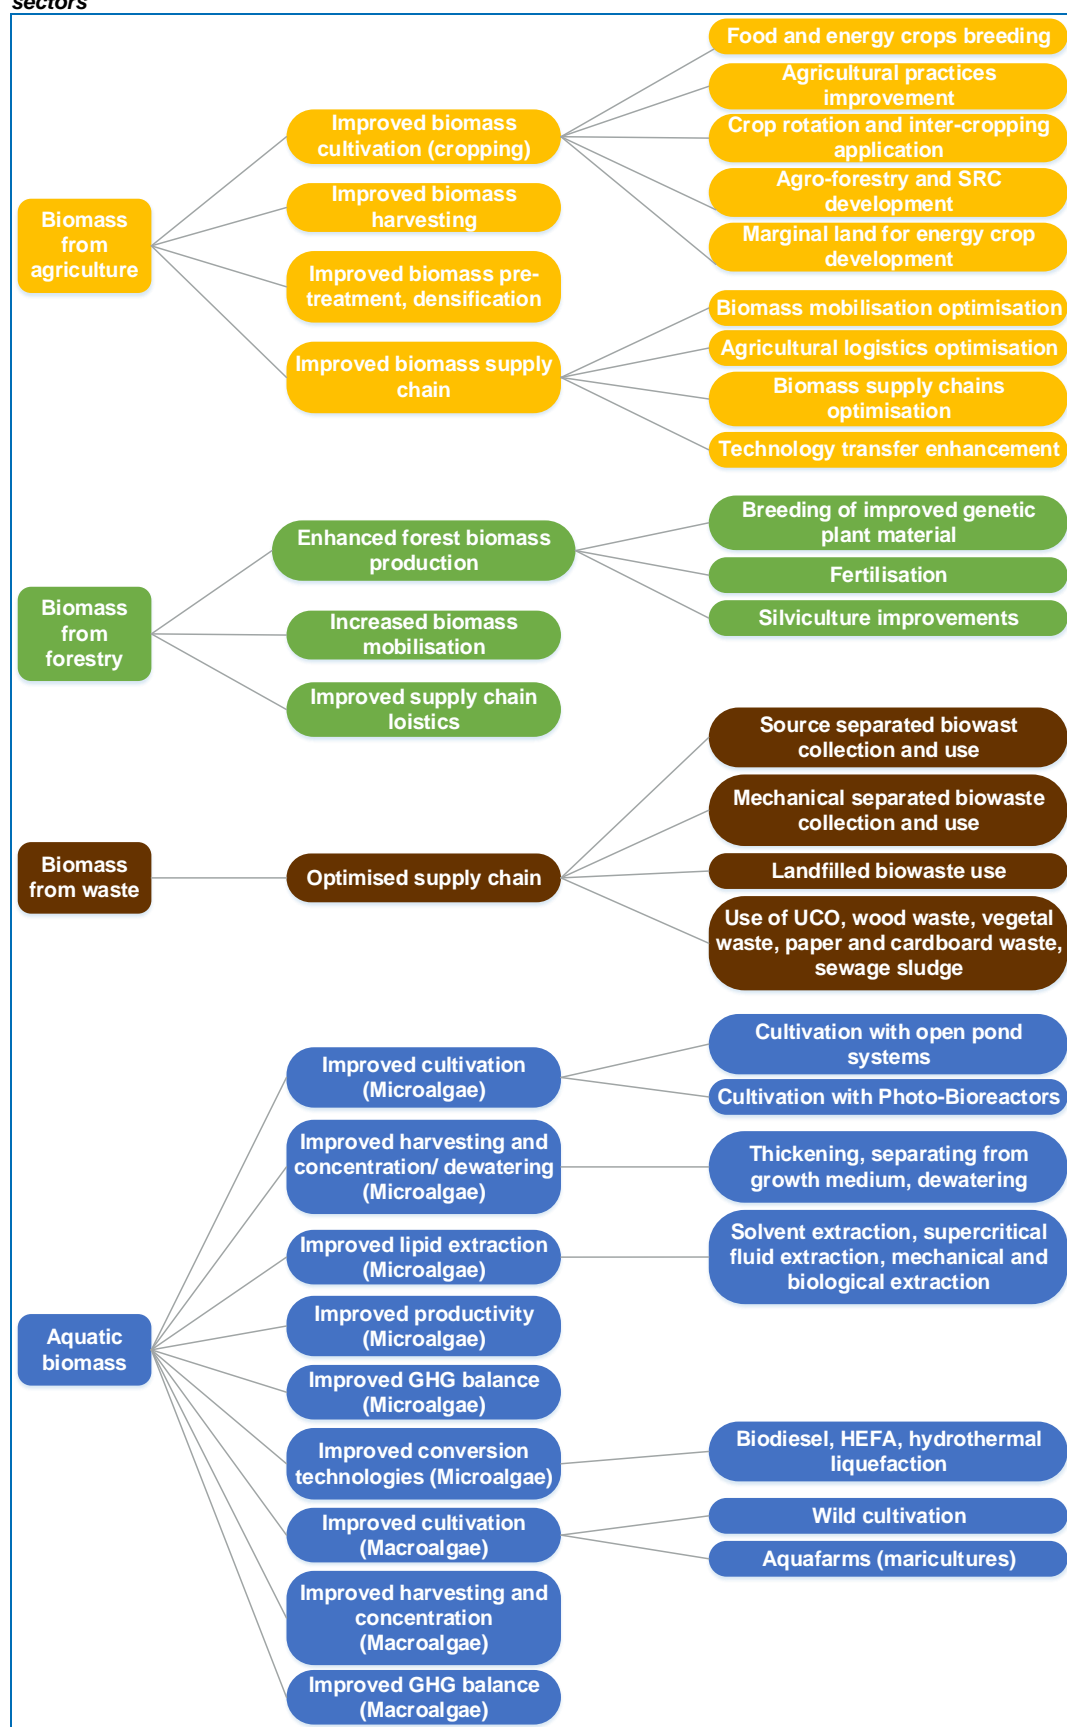 sectors
Food and energy crops breeding
Agricultural practices
improvement
Improved biomass
cultivation (cropping)
Crop rotation and inter-cropping
application
Agro-forestry and SRC
development
Improved biomass
harvesting
Biomass
from
agriculture
Marginal land for energy crop
development
Improved biomass pre-
treatment, densification
Biomass mobilisation optimisation
Agricultural logistics optimisation
Improved biomass supply
chain
Biomass supply chains
optimisation
Technology transfer enhancement
Breeding of improved genetic
plant material
Enhanced forest biomass
production
Fertilisation
Biomass
from
forestry
Silviculture improvements
Increased biomass
mobilisation
Improved supply chain
loistics
Source separated biowast
collection and use
Mechanical separated biowaste
collection and use
Biomass
from waste
Optimised supply chain
Landfilled biowaste use
Use of UCO, wood waste, vegetal
waste, paper and cardboard waste,
sewage sludge
Cultivation with open pond
systems
Improved cultivation
(Microalgae)
Cultivation with Photo-Bioreactors
Improved harvesting and
concentration/ dewatering
(Microalgae)
Thickening, separating from
growth medium, dewatering
Improved lipid extraction
(Microalgae)
Solvent extraction, supercritical
fluid extraction, mechanical and
biological extraction
Improved productivity
(Microalgae)
Aquatic
biomass
Improved GHG balance
(Microalgae)
Improved conversion
technologies (Microalgae)
Biodiesel, HEFA, hydrothermal
liquefaction
Improved cultivation
(Macroalgae)
Wild cultivation
Aquafarms (maricultures)
Improved harvesting and
concentration
(Macroalgae)
Improved GHG balance
(Macroalgae)